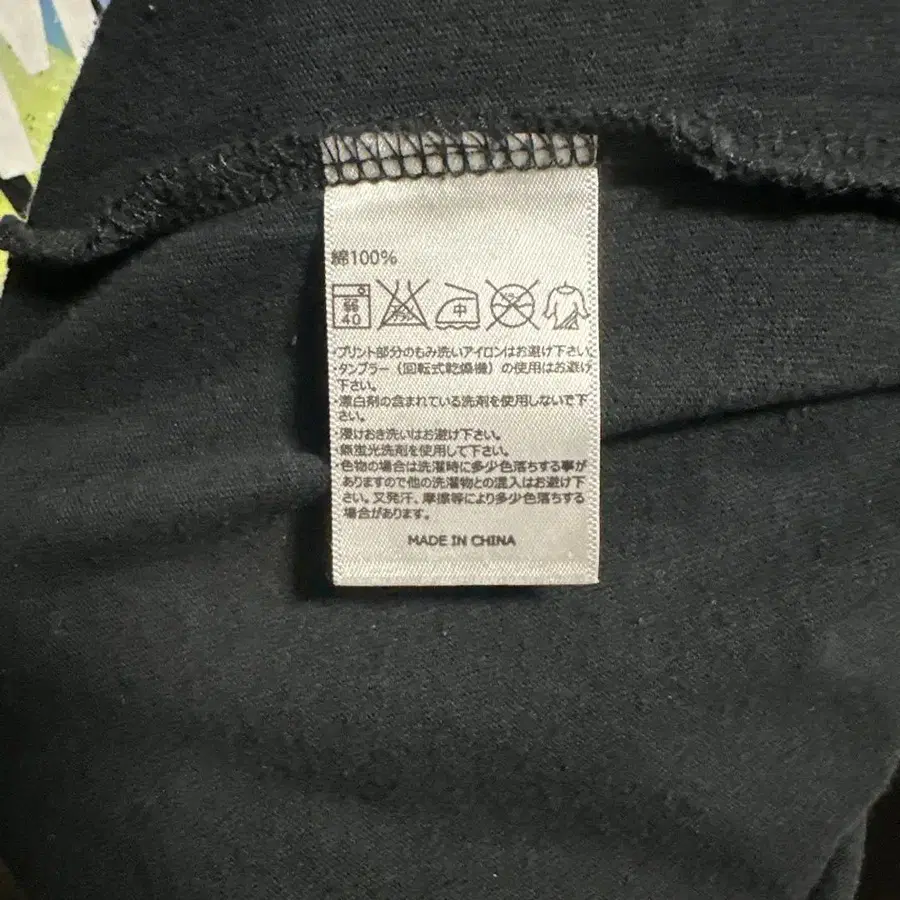 綿100%
弱
40
中
・プリント部分のもみ洗いアイロンはお避け下さい。
・タンブラー（回転式乾燥機）の使用はお避け
下さい。
・漂白剤の含まれている洗剤を使用しないで下
さい。
・浸けおき洗いはお避け下さい。
・無蛍光洗剤を使用して下さい。
・色物の場合は洗濯時に多少色落ちする事が
ありますので他の洗濯物との混入はお避け下
さい。又発汗、摩擦等により多少色落ちする
場合があります。
MADE IN CHINA